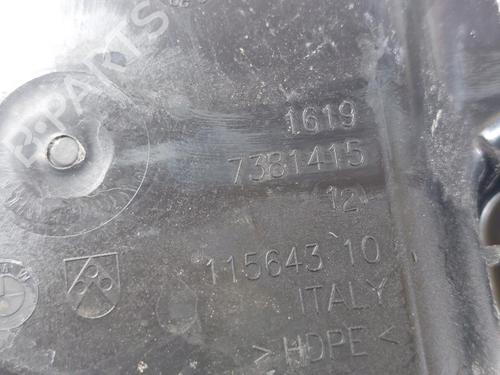 B-PARTS
1619
7381415
12
115643 10
ITALY
> HDPE <